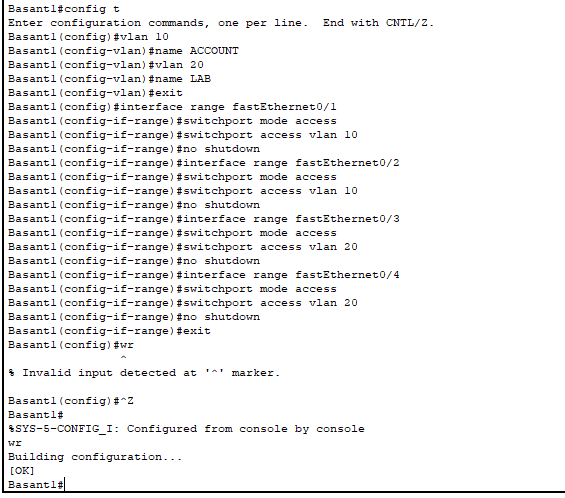 Basant1#config t
Enter configuration commands, one per line.  End with CNTL/Z.
Basant1(config)#vlan 10
Basant1(config-vlan)#name ACCOUNT
Basant1(config-vlan)#vlan 20
Basant1(config-vlan)#name LAB
Basant1(config-vlan)#exit
Basant1(config)#interface range fastEthernet0/1
Basant1(config-if-range)#switchport mode access
Basant1(config-if-range)#switchport access vlan 10
Basant1(config-if-range)#no shutdown
Basant1(config-if-range)#interface range fastEthernet0/2
Basant1(config-if-range)#switchport mode access
Basant1(config-if-range)#switchport access vlan 10
Basant1(config-if-range)#no shutdown
Basant1(config-if-range)#interface range fastEthernet0/3
Basant1(config-if-range)#switchport mode access
Basant1(config-if-range)#switchport access vlan 20
Basant1(config-if-range)#no shutdown
Basant1(config-if-range)#interface range fastEthernet0/4
Basant1(config-if-range)#switchport mode access
Basant1(config-if-range)#switchport access vlan 20
Basant1(config-if-range)#no shutdown
Basant1(config-if-range)#exit
Basant1(config)#wr
^
% Invalid input detected at '^' marker.
Basant1(config)#^Z
Basant1#
%SYS-5-CONFIG_I: Configured from console by console
wr
Building configuration...
[OK]
Basant1#